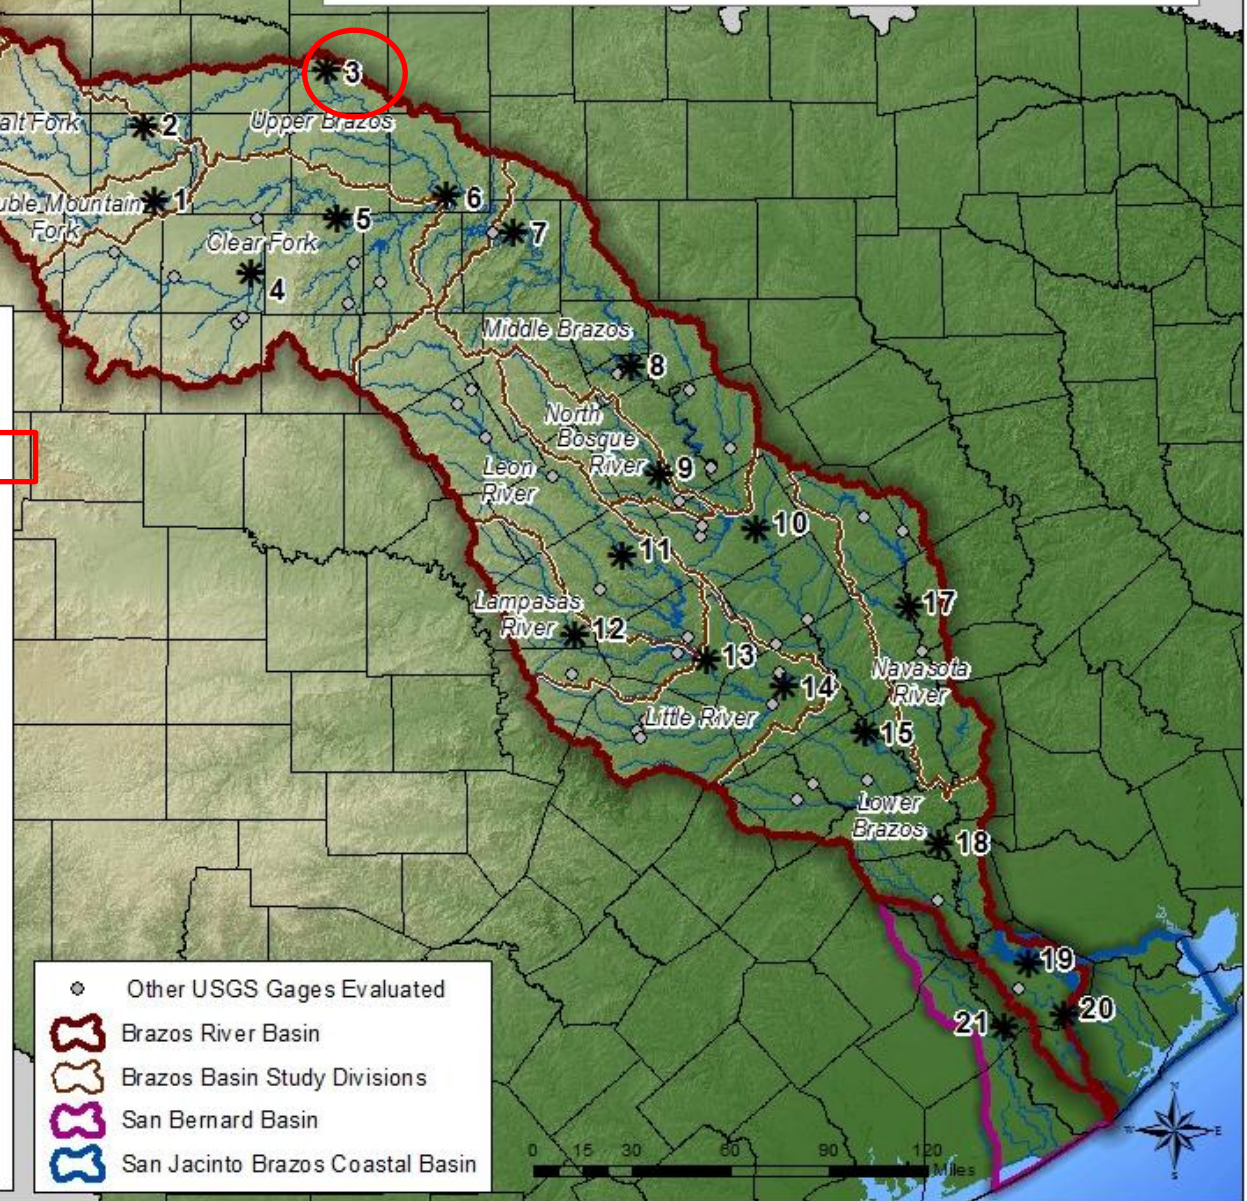 3
alt Fork
2
Upper Brazos
1
uble Mountain
Fork
6
5
7
Clear Fork
4
Middle Brazos
8
North
Bosque
River
9
Leon
River
10
11
Lampasas
River
12
17
13
Navasota
River
14
Little River
15
Lower
Brazos
18
19
20
21
Other USGS Gages Evaluated
Brazos River Basin
Brazos Basin Study Divisions
San Bernard Basin
San Jacinto Brazos Coastal Basin
0 15 30 60 90 120
Miles
N
W E
S